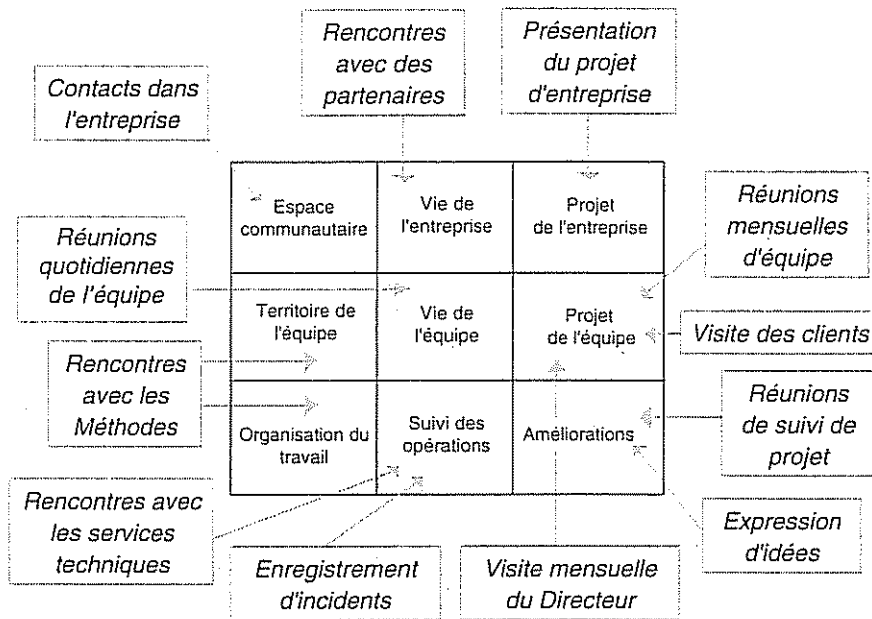 Rencontres
avec des
partenaires
Présentation
du projet
d'entreprise
Contacts dans
l'entreprise
Espace
communautaire
Vie de
l'entreprise
Projet
de l'entreprise
Réunions
mensuelles
d'équipe
Réunions
quotidiennes
de l'équipe
Territoire de
l'équipe
Vie de
l'équipe
Projet
de l'équipe
Visite des clients
Rencontres
avec les
Méthodes
Organisation du
travail
Suivi des
opérations
Améliorations
Réunions
de suivi de
projet
Rencontres avec
les services
techniques
Enregistrement
d'incidents
Visite mensuelle
du Directeur
Expression
d'idées